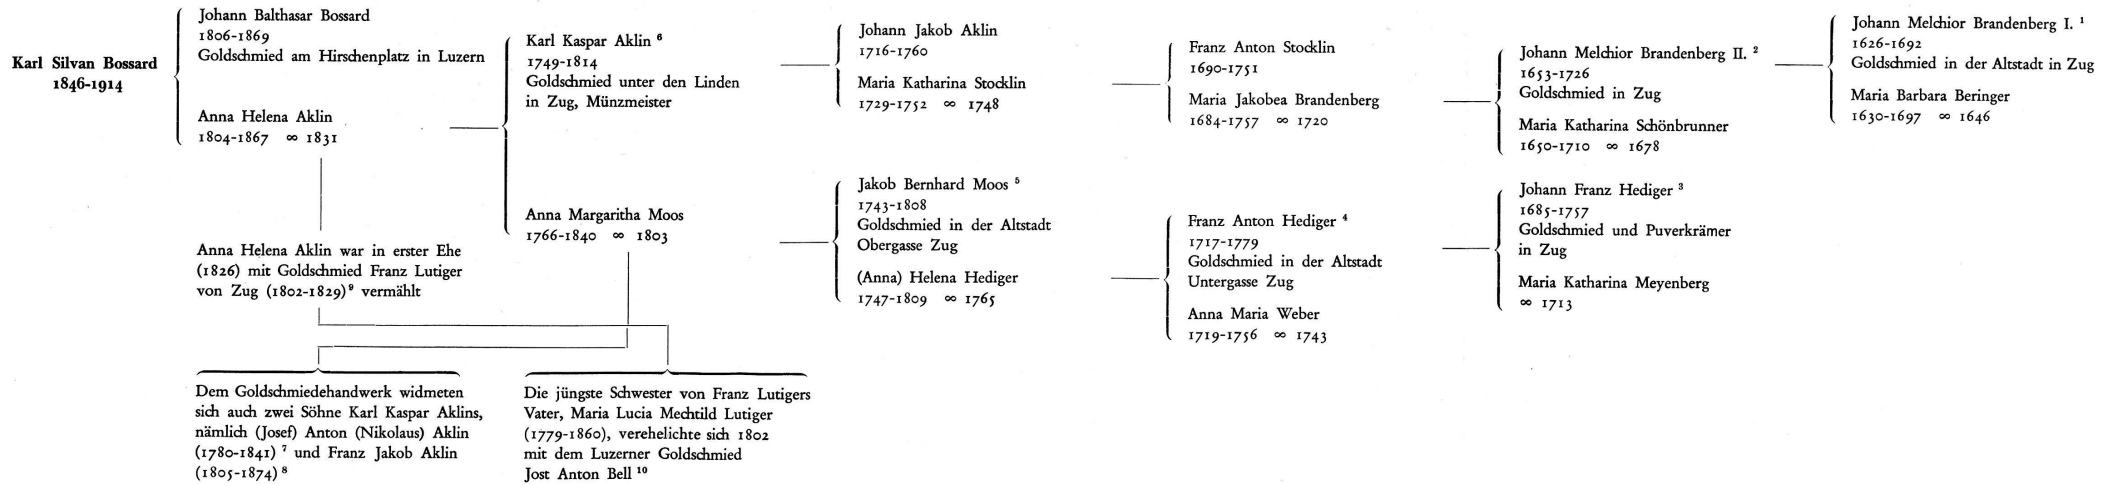 Karl Silvan Bossard
1846-1914
Johann Balthasar Bossard
1806-1869
Goldschmied am Hirschenplatz in Luzern
Anna Helena Aklin
1804-1867 ∞ 1831
Anna Helena Aklin war in erster Ehe
(1826) mit Goldschmied Franz Lutiger
von Zug (1802-1829)⁹ vermählt
Dem Goldschmiedehandwerk widmeten
sich auch zwei Söhne Karl Kaspar Aklins,
nämlich (Josef) Anton (Nikolaus) Aklin
(1780-1841) ⁷ und Franz Jakob Aklin
(1805-1874) ⁸
Karl Kaspar Aklin ⁶
1749-1814
Goldschmied unter den Linden
in Zug, Münzmeister
Anna Margaritha Moos
1766-1840 ∞ 1803
Die jüngste Schwester von Franz Lutigers
Vater, Maria Lucia Mechtild Lutiger
(1779-1860), verehelichte sich 1802
mit dem Luzerner Goldschmied
Jost Anton Bell ¹⁰
Johann Jakob Aklin
1716-1760
Maria Katharina Stocklin
1729-1752 ∞ 1748
Jakob Bernhard Moos ⁵
1743-1808
Goldschmied in der Altstadt
Obergasse Zug
(Anna) Helena Hediger
1747-1809 ∞ 1765
Franz Anton Stocklin
1690-1751
Maria Jakobea Brandenberg
1684-1757 ∞ 1720
Franz Anton Hediger ⁴
1717-1779
Goldschmied in der Altstadt
Untergasse Zug
Anna Maria Weber
1719-1756 ∞ 1743
Johann Melchior Brandenberg II. ²
1653-1726
Goldschmied in Zug
Maria Katharina Schönbrunner
1650-1710 ∞ 1678
Johann Franz Hediger ³
1685-1757
Goldschmied und Puverkrämer
in Zug
Maria Katharina Meyenberg
∞ 1713
Johann Melchior Brandenberg I. ¹
1626-1692
Goldschmied in der Altstadt in Zug
Maria Barbara Beringer
1630-1697 ∞ 1646